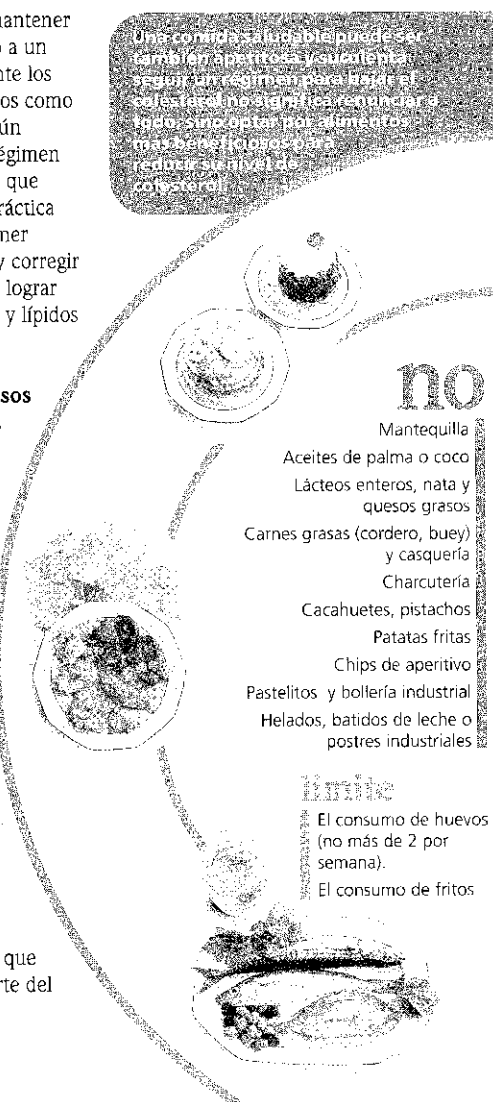 mantener
a un
nte los
os como
ún
égimen
que
ráctica
ner
y corregir
lograr
y lípidos
sos
que
rte del
Una comida saludable puede ser
también apetitosa y suculenta,
seguir un régimen para bajar el
colesterol no significa renunciar a
todo, sino optar por alimentos
más beneficiosos para
reducir su nivel de
colesterol.
no
Mantequilla
Aceites de palma o coco
Lácteos enteros, nata y
quesos grasos
Carnes grasas (cordero, buey)
y casquería
Charcutería
Cacahuetes, pistachos
Patatas fritas
Chips de aperitivo
Pastelitos y bollería industrial
Helados, batidos de leche o
postres industriales
limite
El consumo de huevos
(no más de 2 por
semana).
El consumo de fritos